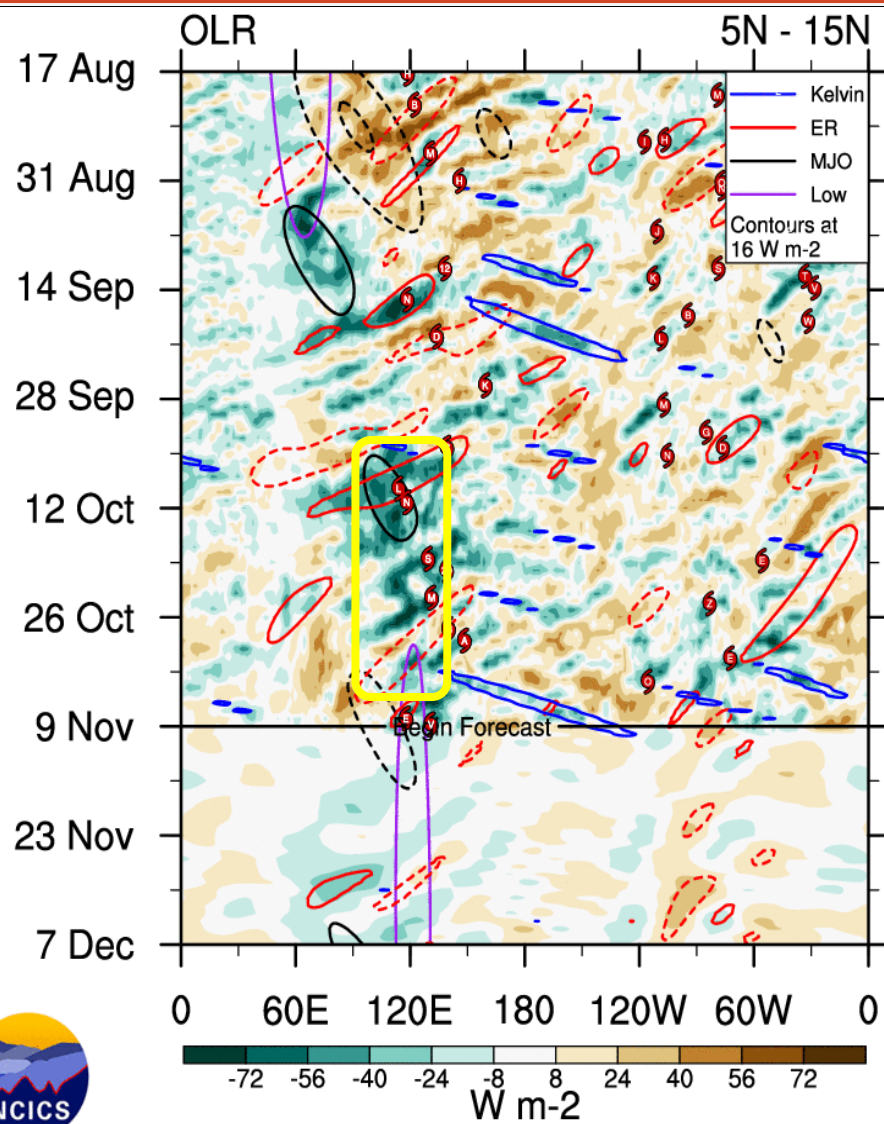 OLR 5N - 15N
17 Aug
31 Aug
14 Sep
28 Sep
12 Oct
26 Oct
9 Nov
23 Nov
7 Dec
Kelvin
ER
MJO
Low
Contours at
16 W m-2
H
B
M
M
I H
H
J
12
N
K
S
T
V
B
W
D
L
K
M
G
D
N
L
N
S
E
M
Z
A
E
O
E
V
Begin Forecast
0 60E 120E 180 120W 60W 0
-72 -56 -40 -24 -8 8 24 40 56 72
W m-2
NCICS